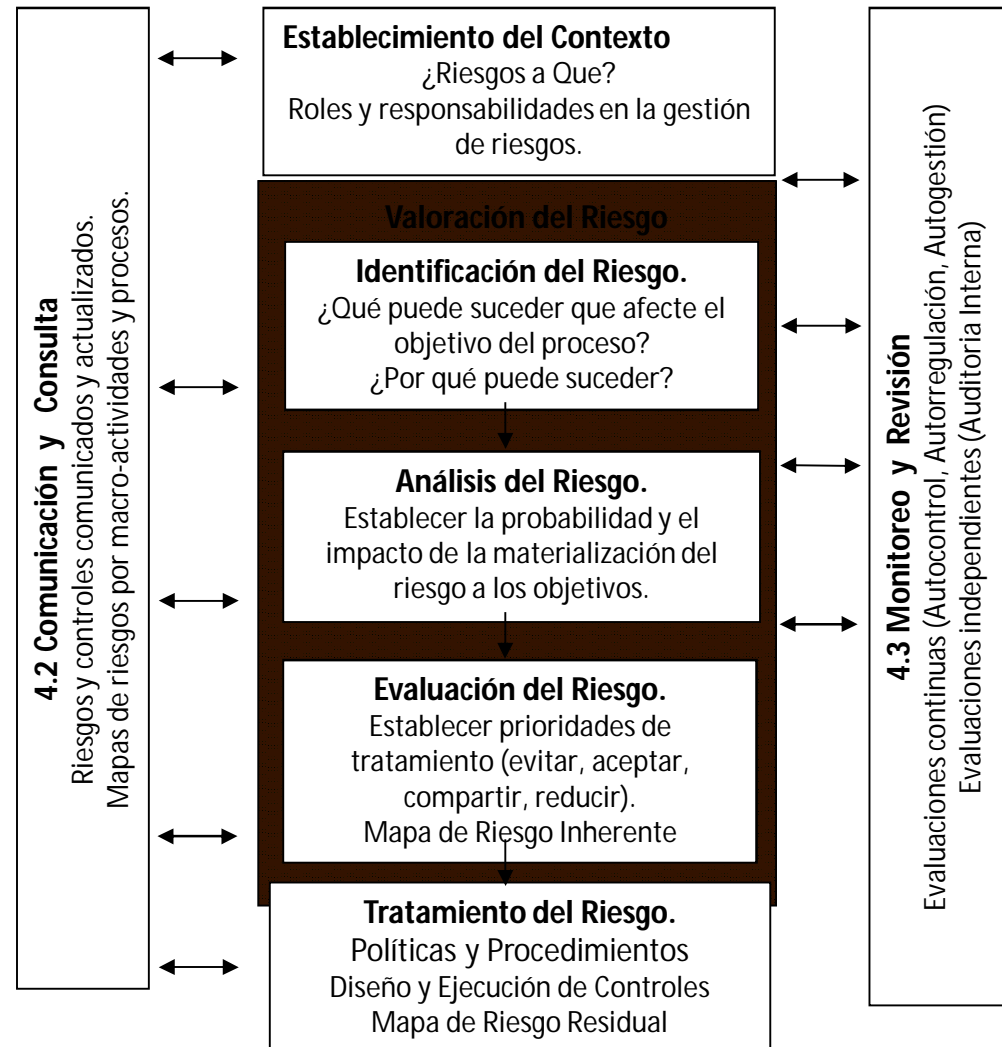 4.2 Comunicación y Consulta
Riesgos y controles comunicados y actualizados.
Mapas de riesgos por macro-actividades y procesos.
Establecimiento del Contexto
¿Riesgos a Que?
Roles y responsabilidades en la gestión
de riesgos.
Valoración del Riesgo
Identificación del Riesgo.
¿Qué puede suceder que afecte el
objetivo del proceso?
¿Por qué puede suceder?
Análisis del Riesgo.
Establecer la probabilidad y el
impacto de la materialización del
riesgo a los objetivos.
Evaluación del Riesgo.
Establecer prioridades de
tratamiento (evitar, aceptar,
compartir, reducir).
Mapa de Riesgo Inherente
Tratamiento del Riesgo.
Políticas y Procedimientos
Diseño y Ejecución de Controles
Mapa de Riesgo Residual
4.3 Monitoreo y Revisión
Evaluaciones continuas (Autocontrol, Autorregulación, Autogestión)
Evaluaciones independientes (Auditoria Interna)